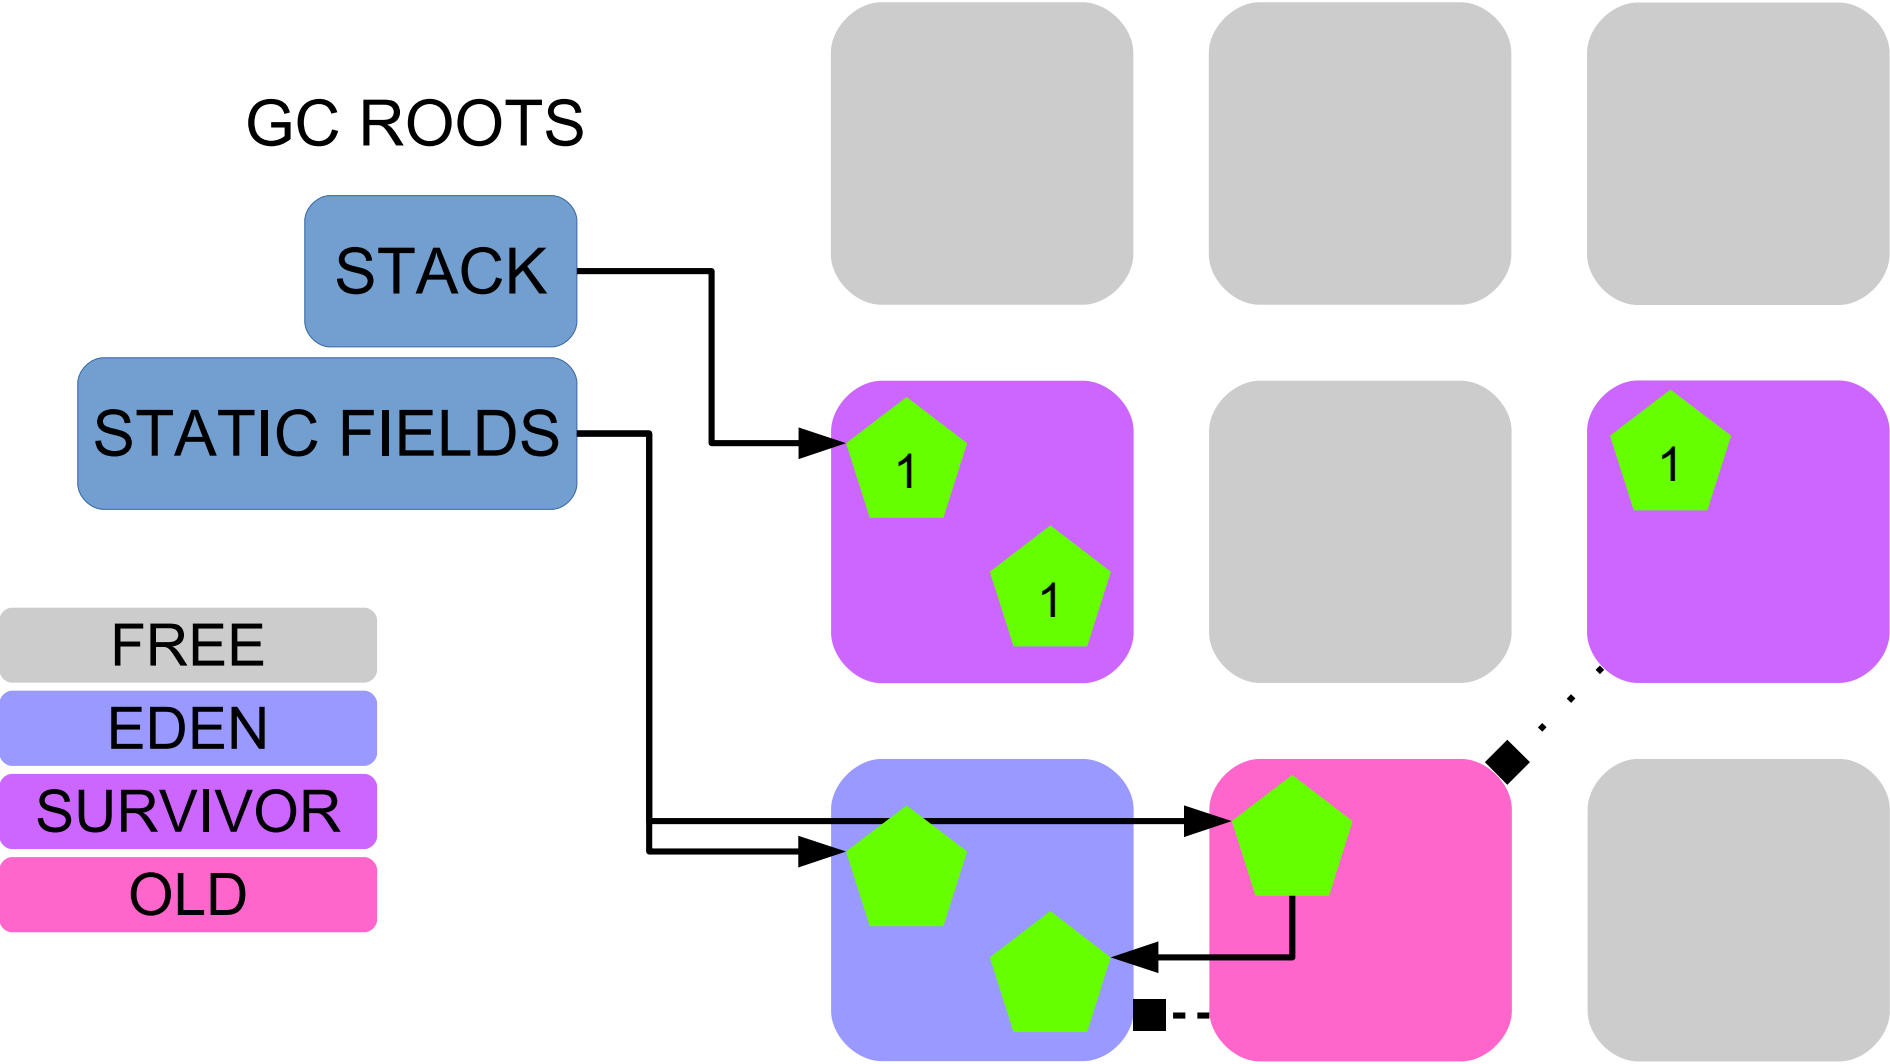 GC ROOTS
STACK
STATIC FIELDS
1
1
1
FREE
EDEN
SURVIVOR
OLD